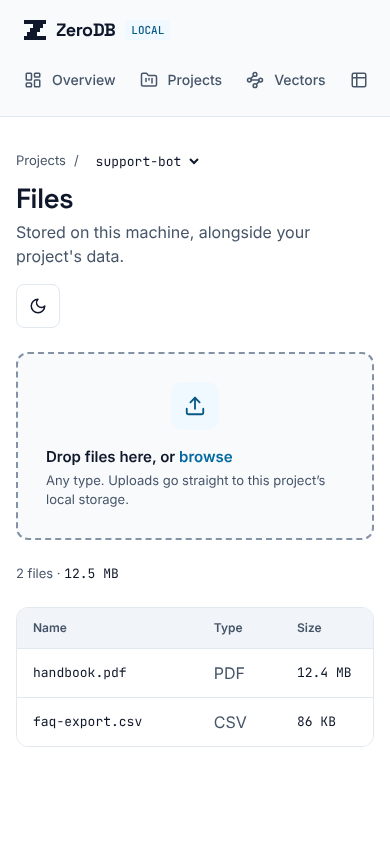 ZeroDB LOCAL
Overview Projects Vectors
Projects / support-bot
Files
Stored on this machine, alongside your
project's data.
Drop files here, or browse
Any type. Uploads go straight to this project’s
local storage.
2 files · 12.5 MB
Name Type Size
handbook.pdf PDF 12.4 MB
faq-export.csv CSV 86 KB